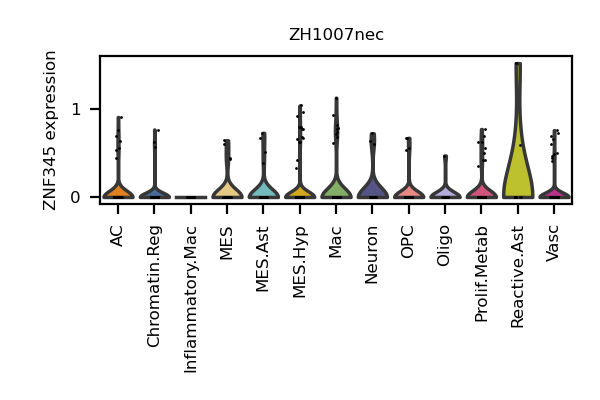 ZH1007nec
ZNF345 expression
1
0
AC
Chromatin.Reg
Inflammatory.Mac
MES
MES.Ast
MES.Hyp
Mac
Neuron
OPC
Oligo
Prolif.Metab
Reactive.Ast
Vasc